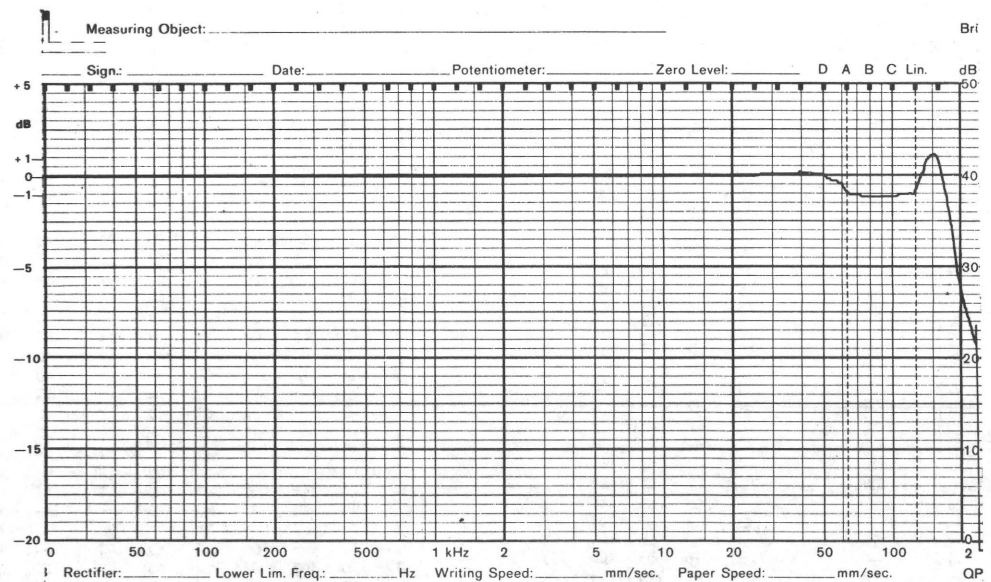 Measuring Object:
Bri
Sign.: Date: Potentiometer: Zero Level: D A B C Lin. dB
+ 5 50
dB
+ 1
0 40
−1
−5 30
−10 20
−15 10
−20 0
0 50 100 200 500 1 kHz 2 5 10 20 50 100 2
Rectifier: Lower Lim. Freq.: Hz Writing Speed: mm/sec. Paper Speed: mm/sec. QP